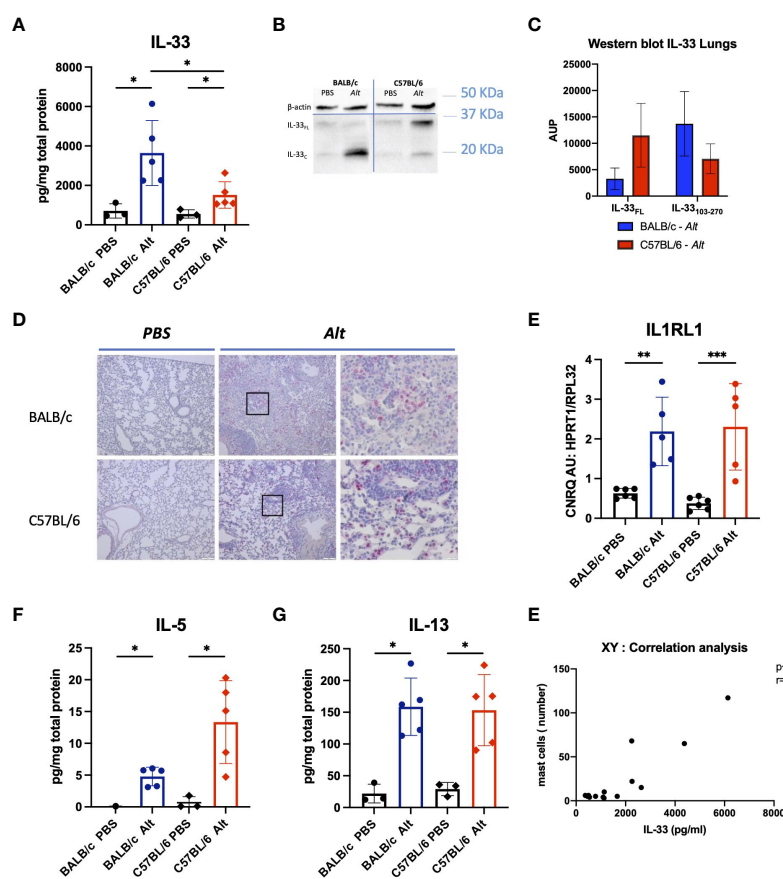 A
IL-33
pg/mg total protein
8000
6000
4000
2000
0
*
*
*
BALB/c PBS
BALB/c Alt
C57BL/6 PBS
C57BL/6 Alt
B
BALB/c
C57BL/6
PBS
Alt
PBS
Alt
β-actin
IL-33FL
IL-33C
50 KDa
37 KDa
20 KDa
C
Western blot IL-33 Lungs
AUP
25000
20000
15000
10000
5000
0
IL-33FL
IL-33103-270
BALB/c - Alt
C57BL/6 - Alt
D
PBS
Alt
BALB/c
C57BL/6
E
IL1RL1
CNRQ AU: HPRT1/RPL32
4
3
2
1
0
**
***
BALB/c PBS
BALB/c Alt
C57BL/6 PBS
C57BL/6 Alt
F
IL-5
pg/mg total protein
25
20
15
10
5
0
*
*
BALB/c PBS
BALB/c Alt
C57BL/6 PBS
C57BL/6 Alt
G
IL-13
pg/mg total protein
250
200
150
100
50
0
*
*
BALB/c PBS
BALB/c Alt
C57BL/6 PBS
C57BL/6 Alt
E
XY : Correlation analysis
r=
mast cells ( number)
150
100
50
0
0
2000
4000
6000
8000
IL-33 (pg/ml)